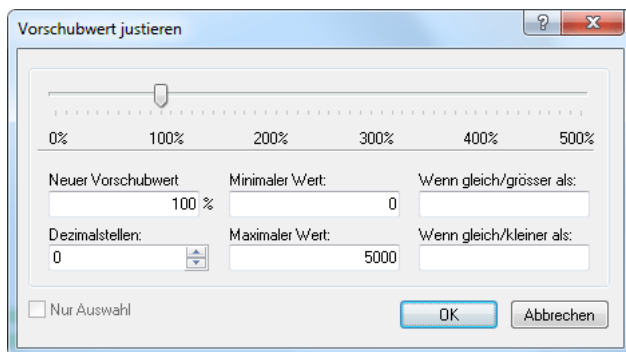 Vorschubwert justieren
0% 100% 200% 300% 400% 500%
Neuer Vorschubwert Minimaler Wert: Wenn gleich/grösser als:
100 % 0
Dezimalstellen: Maximaler Wert: Wenn gleich/kleiner als:
0 5000
Nur Auswahl OK Abbrechen